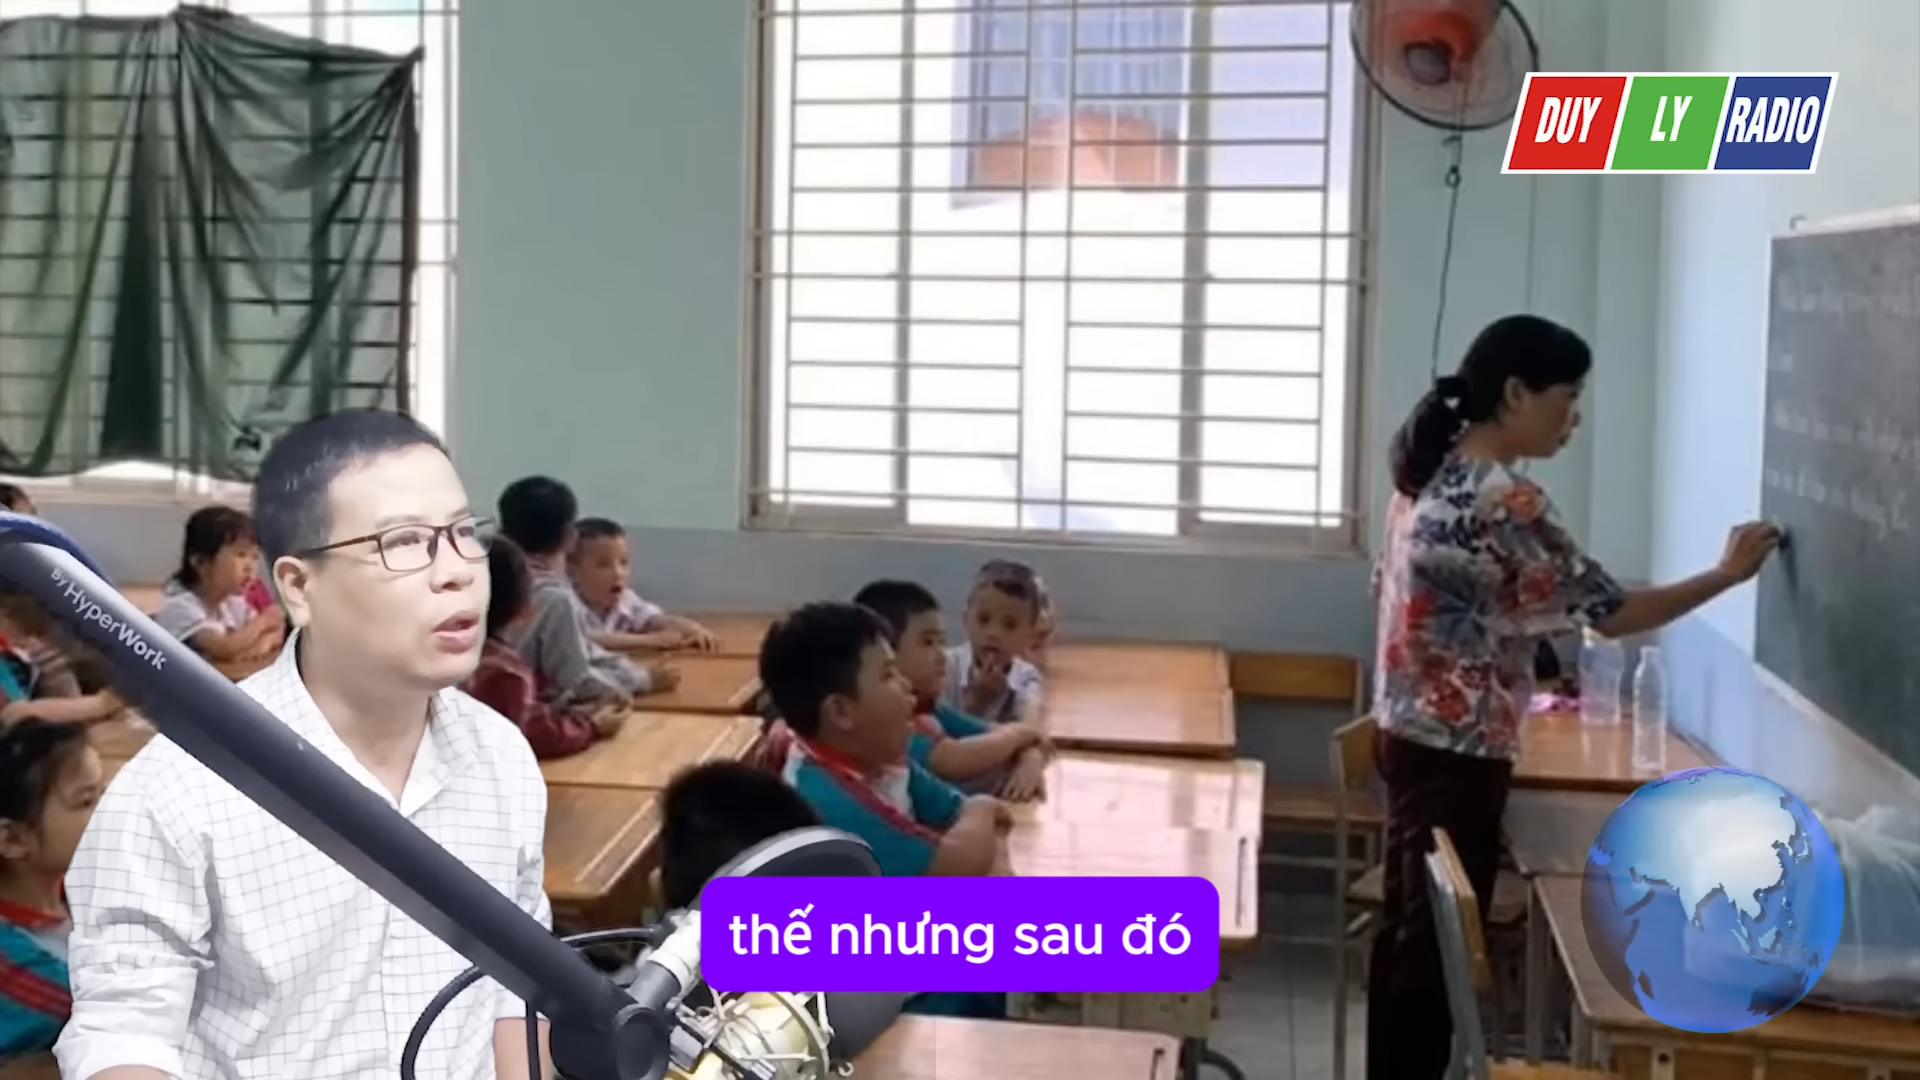 DUY LY RADIO
BY HyperWork
thế nhưng sau đó